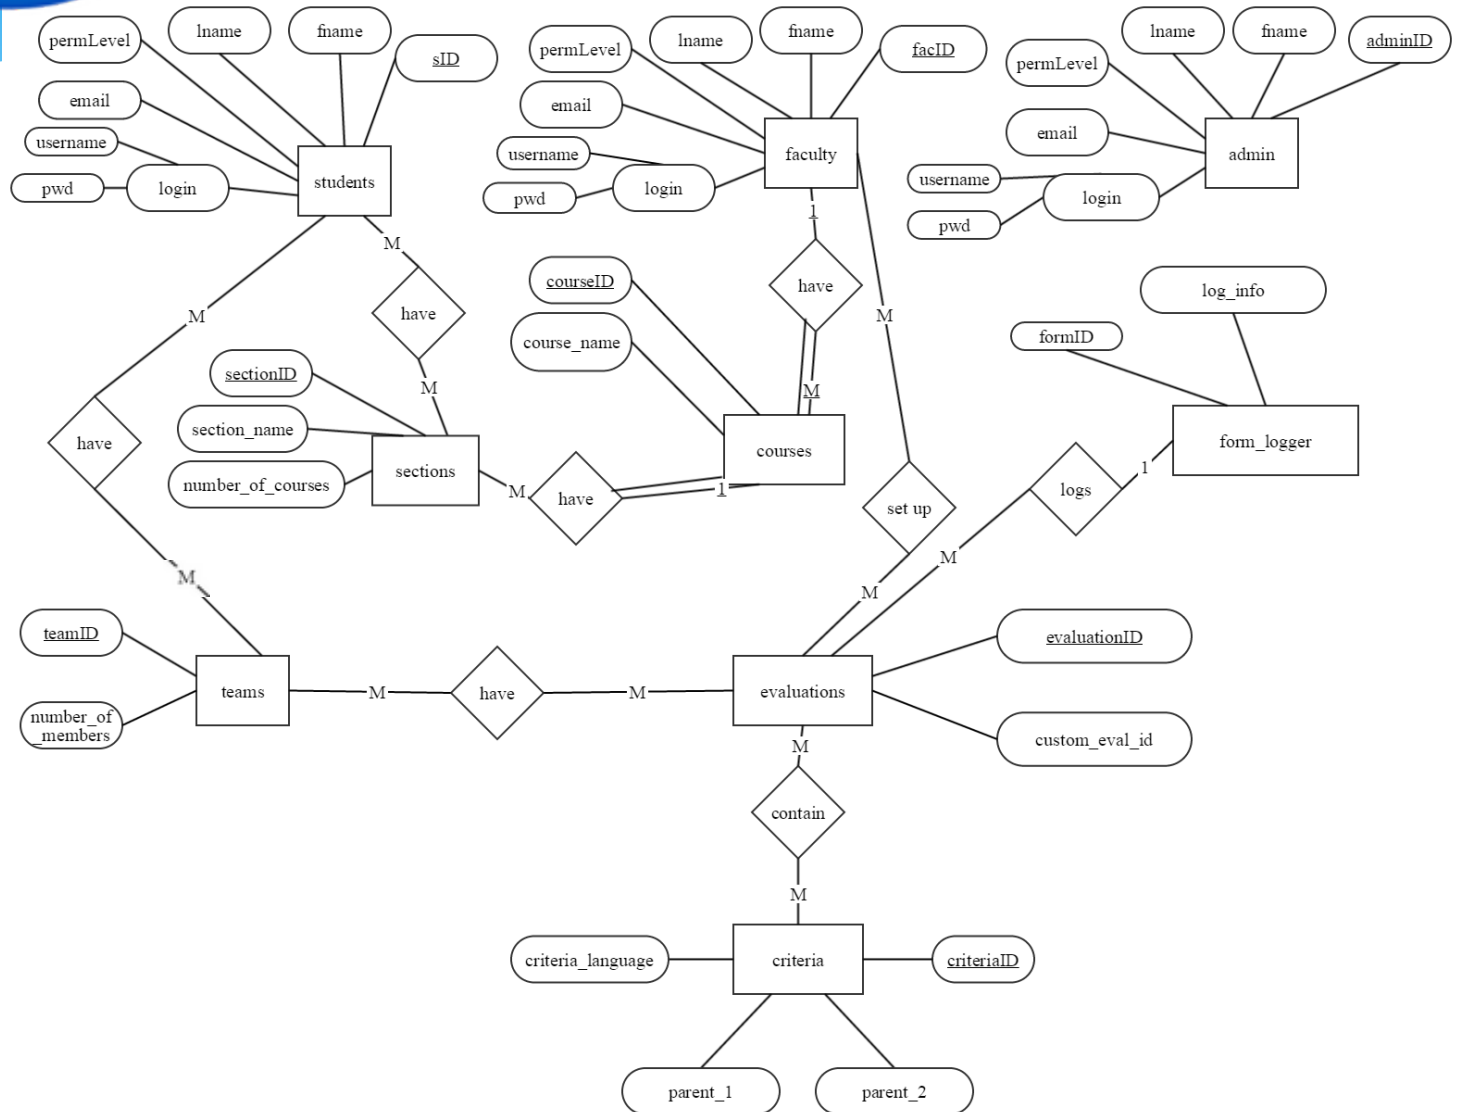 permLevel
lname
fname
sID
email
username
pwd
login
students
permLevel
lname
fname
facID
email
username
pwd
login
faculty
permLevel
lname
fname
adminID
email
username
pwd
login
admin
M
M
1
have
have
M
M
courseID
course_name
have
M
M
log_info
formID
form_logger
sectionID
section_name
number_of_courses
sections
M
have
1
courses
set up
logs
1
M
M
M
teamID
number_of
_members
teams
M
have
M
evaluations
evaluationID
custom_eval_id
M
contain
M
criteria_language
criteria
criteriaID
parent_1
parent_2